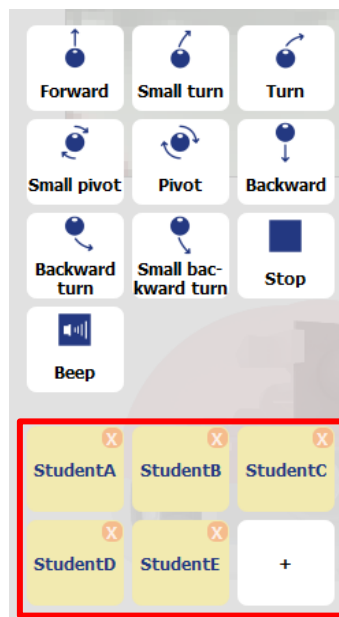 Forward Small turn Turn
Small pivot Pivot Backward
Backward turn Small bac-kward turn Stop
Beep
X X X
StudentA StudentB StudentC
X X
StudentD StudentE +